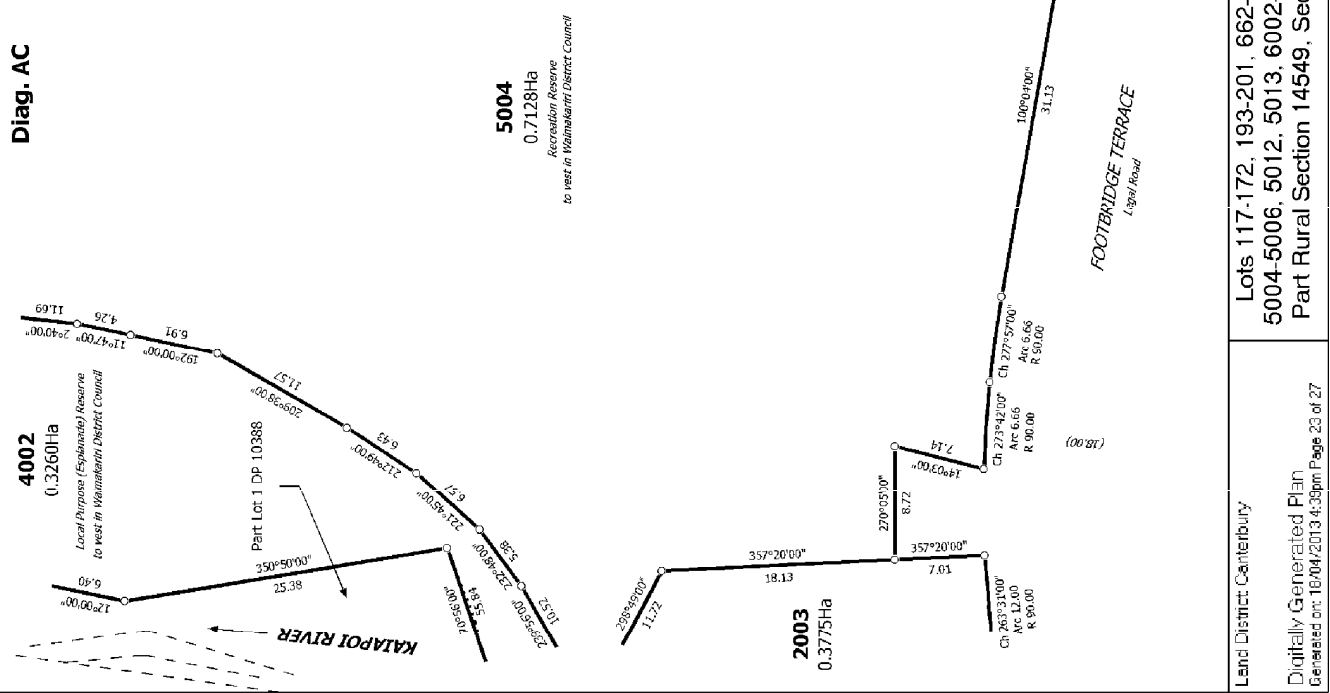 Diag. AC
4002
0.3260Ha
Local Purpose (Esplanade) Reserve
to vest in Waimakariri District Council
11.69
2°40'00"
4.26
11°47'00"
6.91
192°00'00"
11.57
209°38'00"
6.43
212°49'00"
6.57
221°45'00"
5.38
232°48'00"
10.52
239°56'00"
6.40
12°00'00"
Part Lot 1 DP 10388
350°50'00"
25.38
70°56'00"
55.84
KAIAPOI RIVER
5004
0.7128Ha
Recreation Reserve
to vest in Waimakariri District Council
298°49'00"
11.72
357°20'00"
18.13
2003
0.3775Ha
270°05'00"
8.72
357°20'00"
7.01
14°03'00"
7.14
Ch 263°31'00"
Arc 12.00
R 90.00
Ch 273°42'00"
Arc 6.66
R 90.00
Ch 277°57'00"
Arc 6.66
R 90.00
(18.00)
100°04'00"
31.13
FOOTBRIDGE TERRACE
Legal Road
Land District Canterbury
Digitally Generated Plan
Generated on: 18/04/2013 4:39pm Page 23 of 27
Lots 117-172, 193-201, 662-
5004-5006, 5012, 5013, 6002-
Part Rural Section 14549, Sec